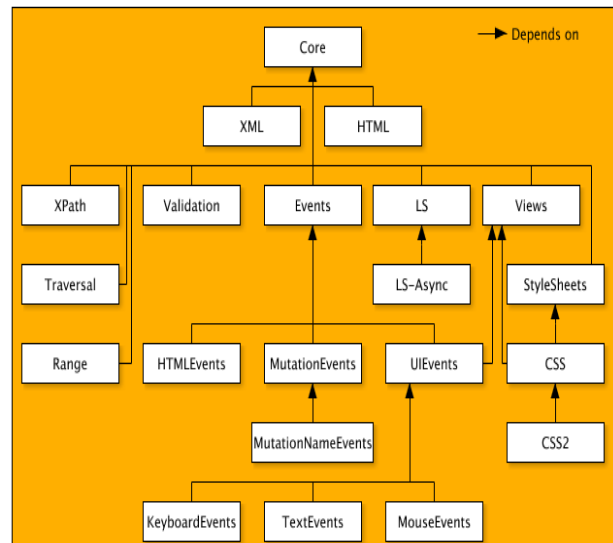 Core
Depends on
XML
HTML
XPath
Validation
Events
LS
Views
Traversal
LS-Async
StyleSheets
Range
HTMLEvents
MutationEvents
UIEvents
CSS
MutationNameEvents
CSS2
KeyboardEvents
TextEvents
MouseEvents